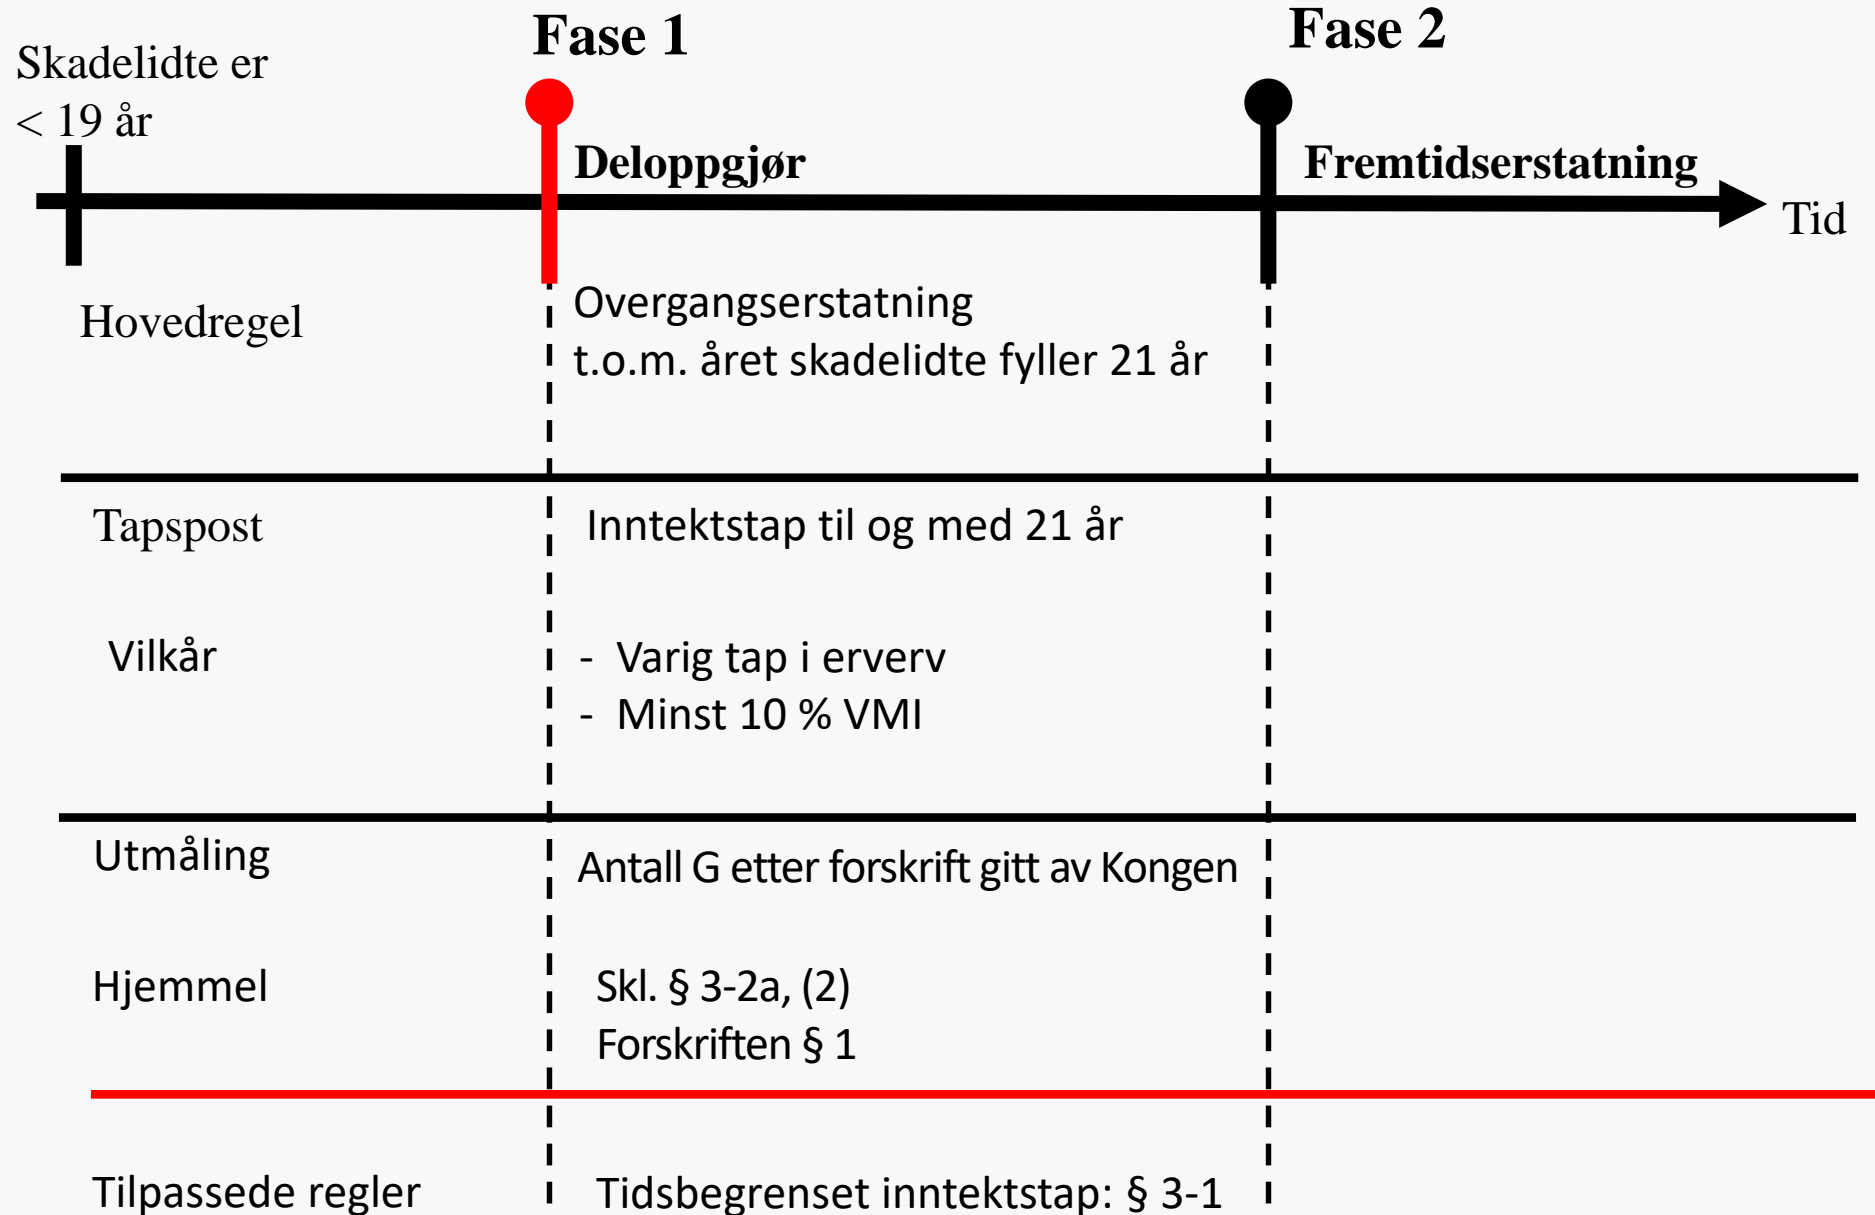 Fase 1
Fase 2
Skadelidte er
< 19 år
Deloppgjør
Fremtidserstatning
Tid
Hovedregel
Overgangserstatning
t.o.m. året skadelidte fyller 21 år
Tapspost
Inntektstap til og med 21 år
Vilkår
- Varig tap i erverv
- Minst 10 % VMI
Utmåling
Antall G etter forskrift gitt av Kongen
Hjemmel
Skl. § 3-2a, (2)
Forskriften § 1
Tilpassede regler
Tidsbegrenset inntektstap: § 3-1